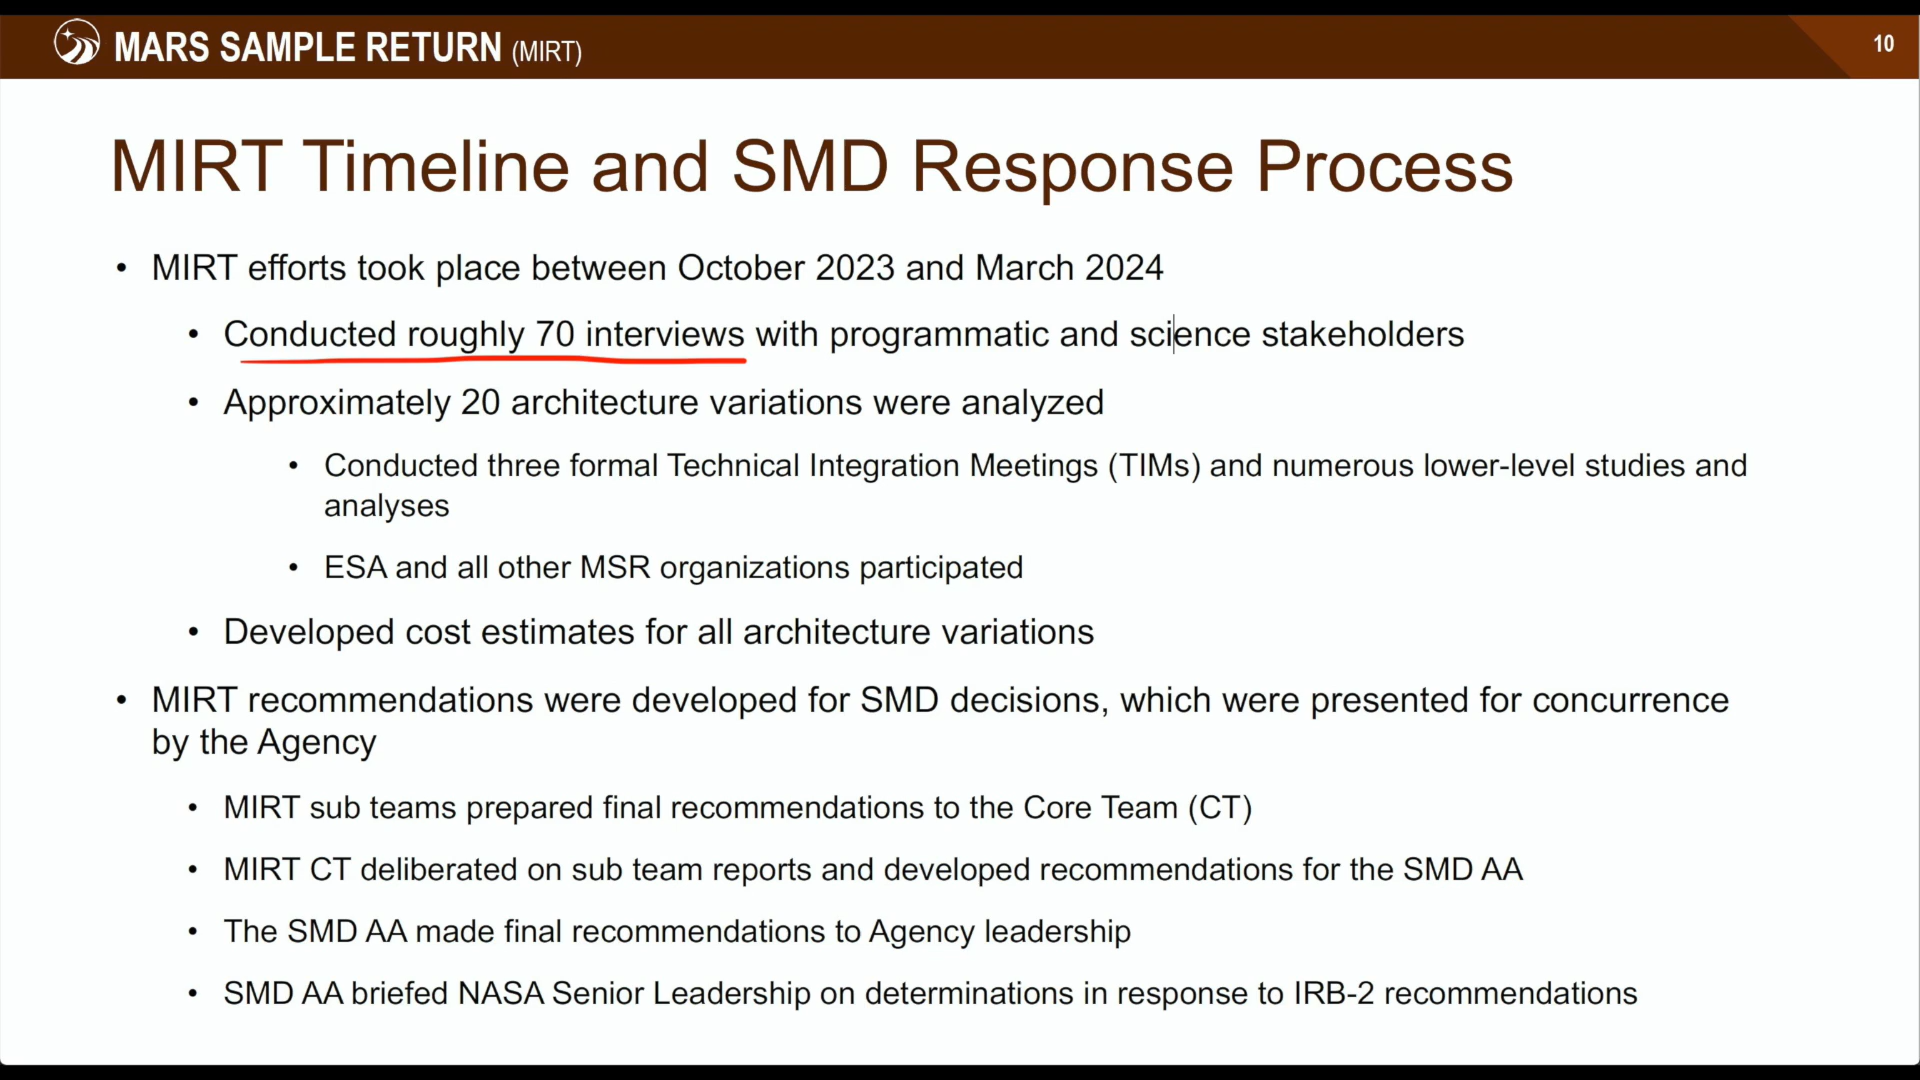 MARS SAMPLE RETURN (MIRT)
10
MIRT Timeline and SMD Response Process
• MIRT efforts took place between October 2023 and March 2024
• Conducted roughly 70 interviews with programmatic and science stakeholders
• Approximately 20 architecture variations were analyzed
• Conducted three formal Technical Integration Meetings (TIMs) and numerous lower-level studies and
analyses
• ESA and all other MSR organizations participated
• Developed cost estimates for all architecture variations
• MIRT recommendations were developed for SMD decisions, which were presented for concurrence
by the Agency
• MIRT sub teams prepared final recommendations to the Core Team (CT)
• MIRT CT deliberated on sub team reports and developed recommendations for the SMD AA
• The SMD AA made final recommendations to Agency leadership
• SMD AA briefed NASA Senior Leadership on determinations in response to IRB-2 recommendations